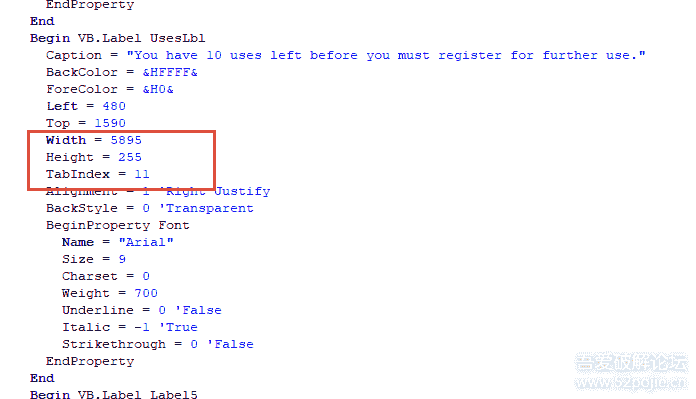 EndProperty
End
Begin VB.Label UsesLbl
Caption = "You have 10 uses left before you must register for further use."
BackColor = &HFFFF&
ForeColor = &H0&
Left = 480
Top = 1590
Width = 5895
Height = 255
TabIndex = 11
Alignment = 1 'Right Justify
BackStyle = 0 'Transparent
BeginProperty Font
Name = "Arial"
Size = 9
Charset = 0
Weight = 700
Underline = 0 'False
Italic = -1 'True
Strikethrough = 0 'False
EndProperty
End
Begin VB.Label Label5
吾爱破解论坛
www.52pojie.cn